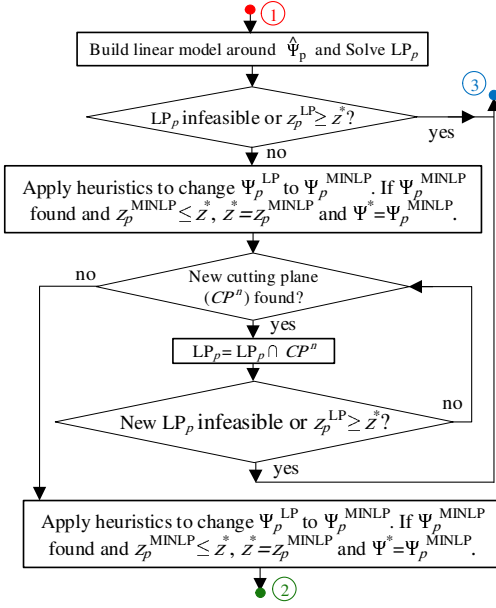 1
Build linear model around Ψ̂ₚ and Solve LPₚ
3
LPₚ infeasible or zₚᴸᴾ ≥ z*?
yes
no
Apply heuristics to change Ψₚᴸᴾ to Ψₚᴹᴵᴺᴸᴾ. If Ψₚᴹᴵᴺᴸᴾ
found and zₚᴹᴵᴺᴸᴾ ≤ z*, z*=zₚᴹᴵᴺᴸᴾ and Ψ*=Ψₚᴹᴵᴺᴸᴾ.
no
New cutting plane
(CPⁿ) found?
yes
LPₚ = LPₚ ∩ CPⁿ
no
New LPₚ infeasible or zₚᴸᴾ ≥ z*?
yes
Apply heuristics to change Ψₚᴸᴾ to Ψₚᴹᴵᴺᴸᴾ. If Ψₚᴹᴵᴺᴸᴾ
found and zₚᴹᴵᴺᴸᴾ ≤ z*, z*=zₚᴹᴵᴺᴸᴾ and Ψ*=Ψₚᴹᴵᴺᴸᴾ.
2